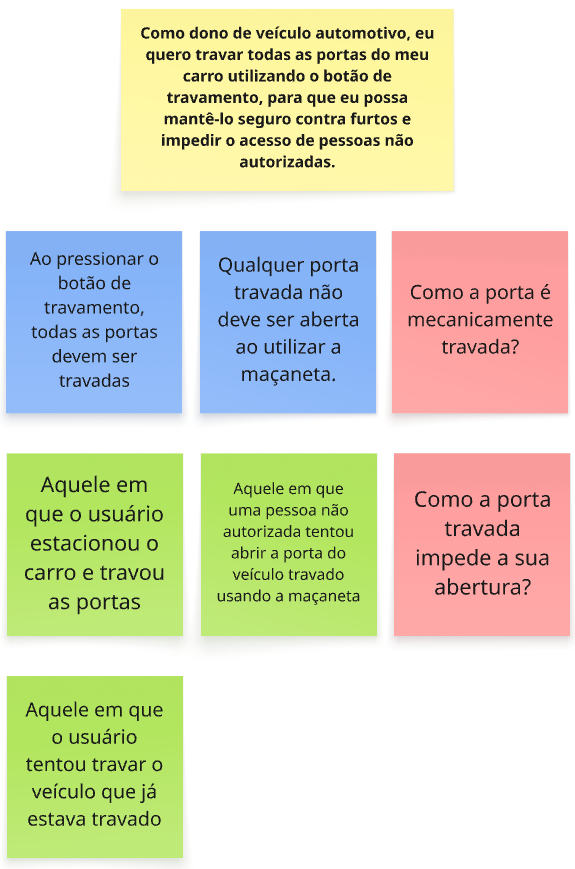 Como dono de veículo automotivo, eu
quero travar todas as portas do meu
carro utilizando o botão de
travamento, para que eu possa
mantê-lo seguro contra furtos e
impedir o acesso de pessoas não
autorizadas.
Ao pressionar o
botão de
travamento,
todas as portas
devem ser
travadas
Qualquer porta
travada não
deve ser aberta
ao utilizar a
maçaneta.
Como a porta é
mecanicamente
travada?
Aquele em
que o usuário
estacionou o
carro e travou
as portas
Aquele em que
uma pessoa não
autorizada tentou
abrir a porta do
veículo travado
usando a maçaneta
Como a porta
travada
impede a sua
abertura?
Aquele em que
o usuário
tentou travar o
veículo que já
estava travado